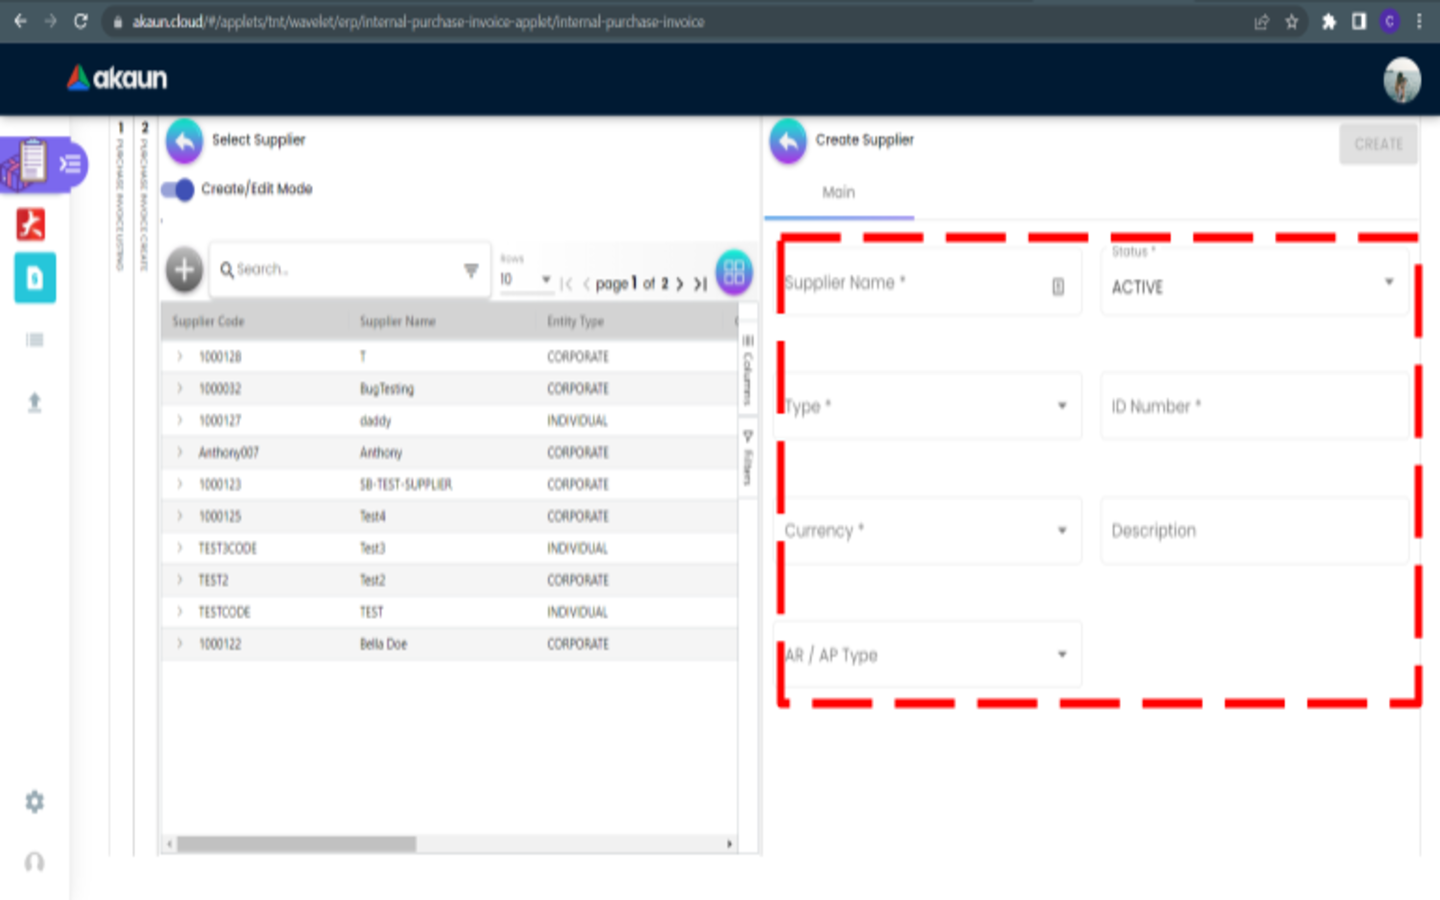 akaun.cloud/#/applets/tnt/wavelet/erp/internal-purchase-invoice-applet/internal-purchase-invoice
C
akaun
1 PURCHASE INVOICE LISTING
2 PURCHASE INVOICE CREATE
Select Supplier
Create/Edit Mode
Search..
Rows
10
page 1 of 2
Supplier Code Supplier Name Entity Type
1000128 T CORPORATE
1000032 BugTesting CORPORATE
1000127 daddy INDIVIDUAL
Anthony007 Anthony CORPORATE
1000123 SB-TEST-SUPPLIER CORPORATE
1000125 Test4 CORPORATE
TEST3CODE Test3 INDIVIDUAL
TEST2 Test2 CORPORATE
TESTCODE TEST INDIVIDUAL
1000122 Bella Doe CORPORATE
Columns
Filters
Create Supplier
CREATE
Main
Supplier Name *
Status *
ACTIVE
Type *
ID Number *
Currency *
Description
AR / AP Type